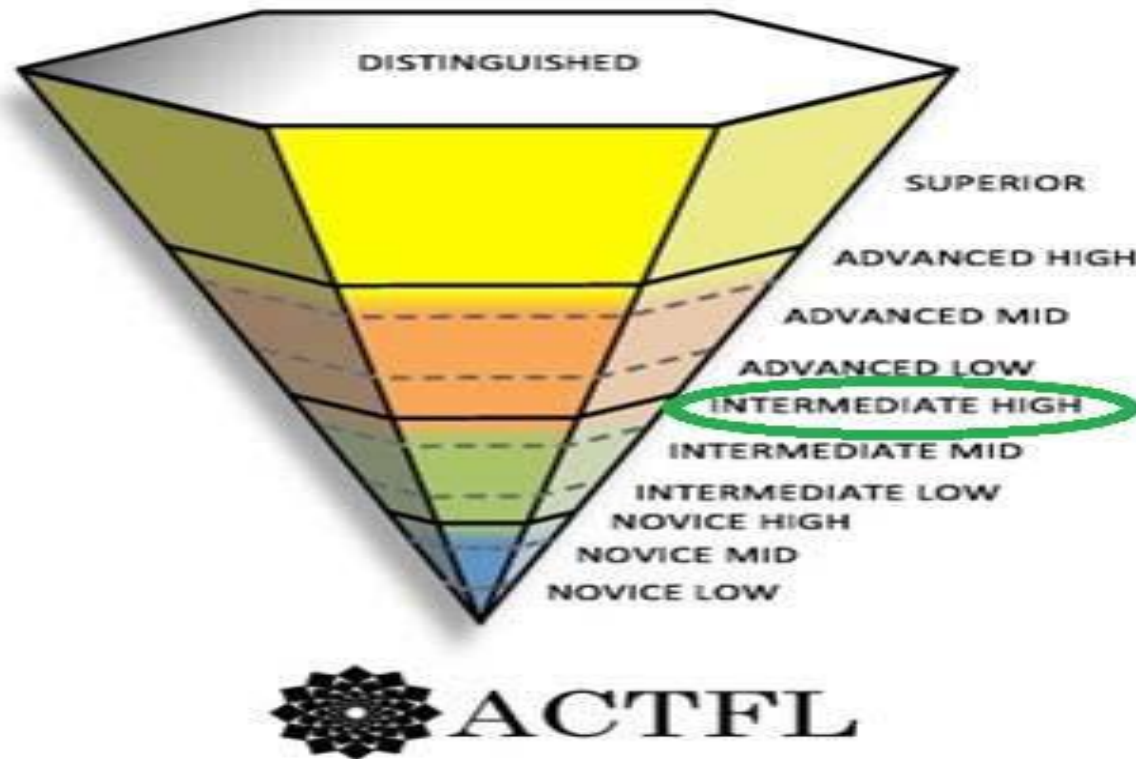 DISTINGUISHED
SUPERIOR
ADVANCED HIGH
ADVANCED MID
ADVANCED LOW
INTERMEDIATE HIGH
INTERMEDIATE MID
INTERMEDIATE LOW
NOVICE HIGH
NOVICE MID
NOVICE LOW
ACTFL